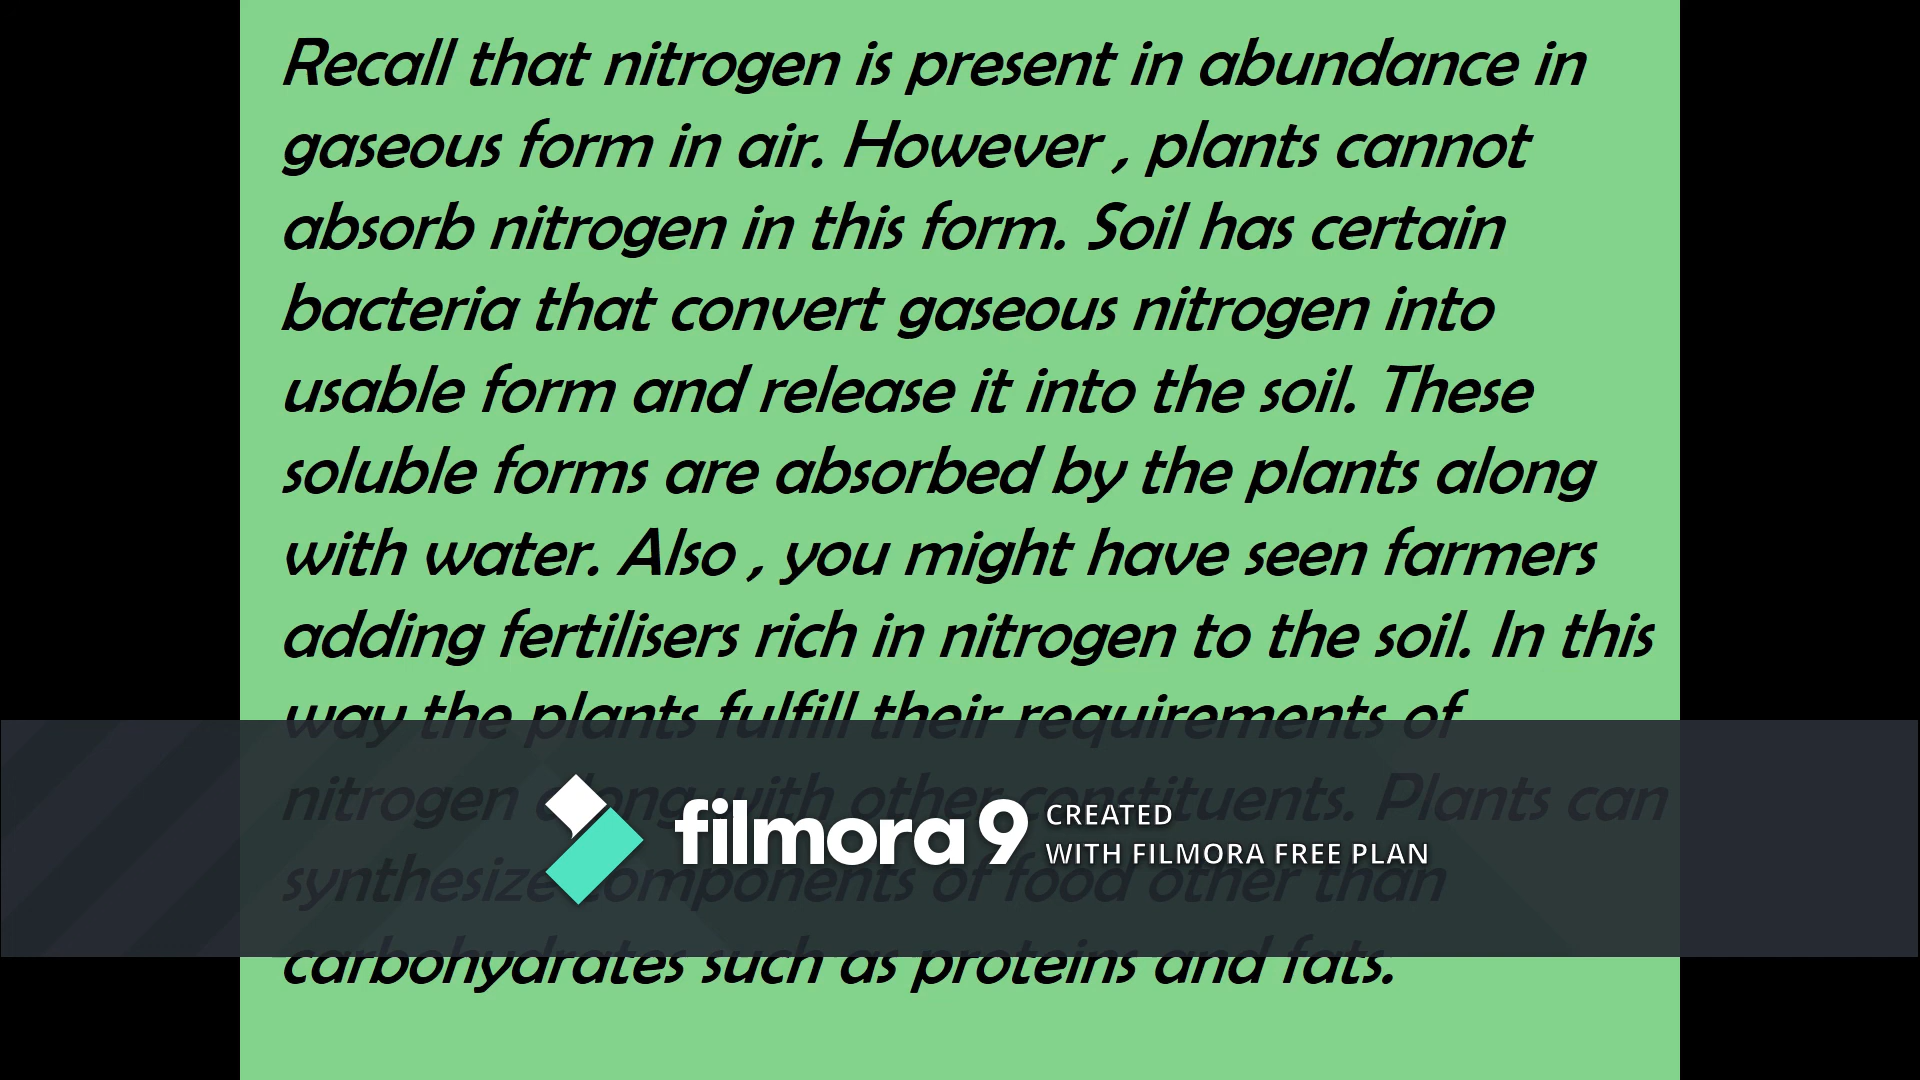 Recall that nitrogen is present in abundance in
gaseous form in air. However , plants cannot
absorb nitrogen in this form. Soil has certain
bacteria that convert gaseous nitrogen into
usable form and release it into the soil. These
soluble forms are absorbed by the plants along
with water. Also , you might have seen farmers
adding fertilisers rich in nitrogen to the soil. In this
way the plants fulfill their requirements of
nitrogen along with other constituents. Plants can
synthesize components of food other than
carbohydrates such as proteins and fats.
filmora9
CREATED
WITH FILMORA FREE PLAN